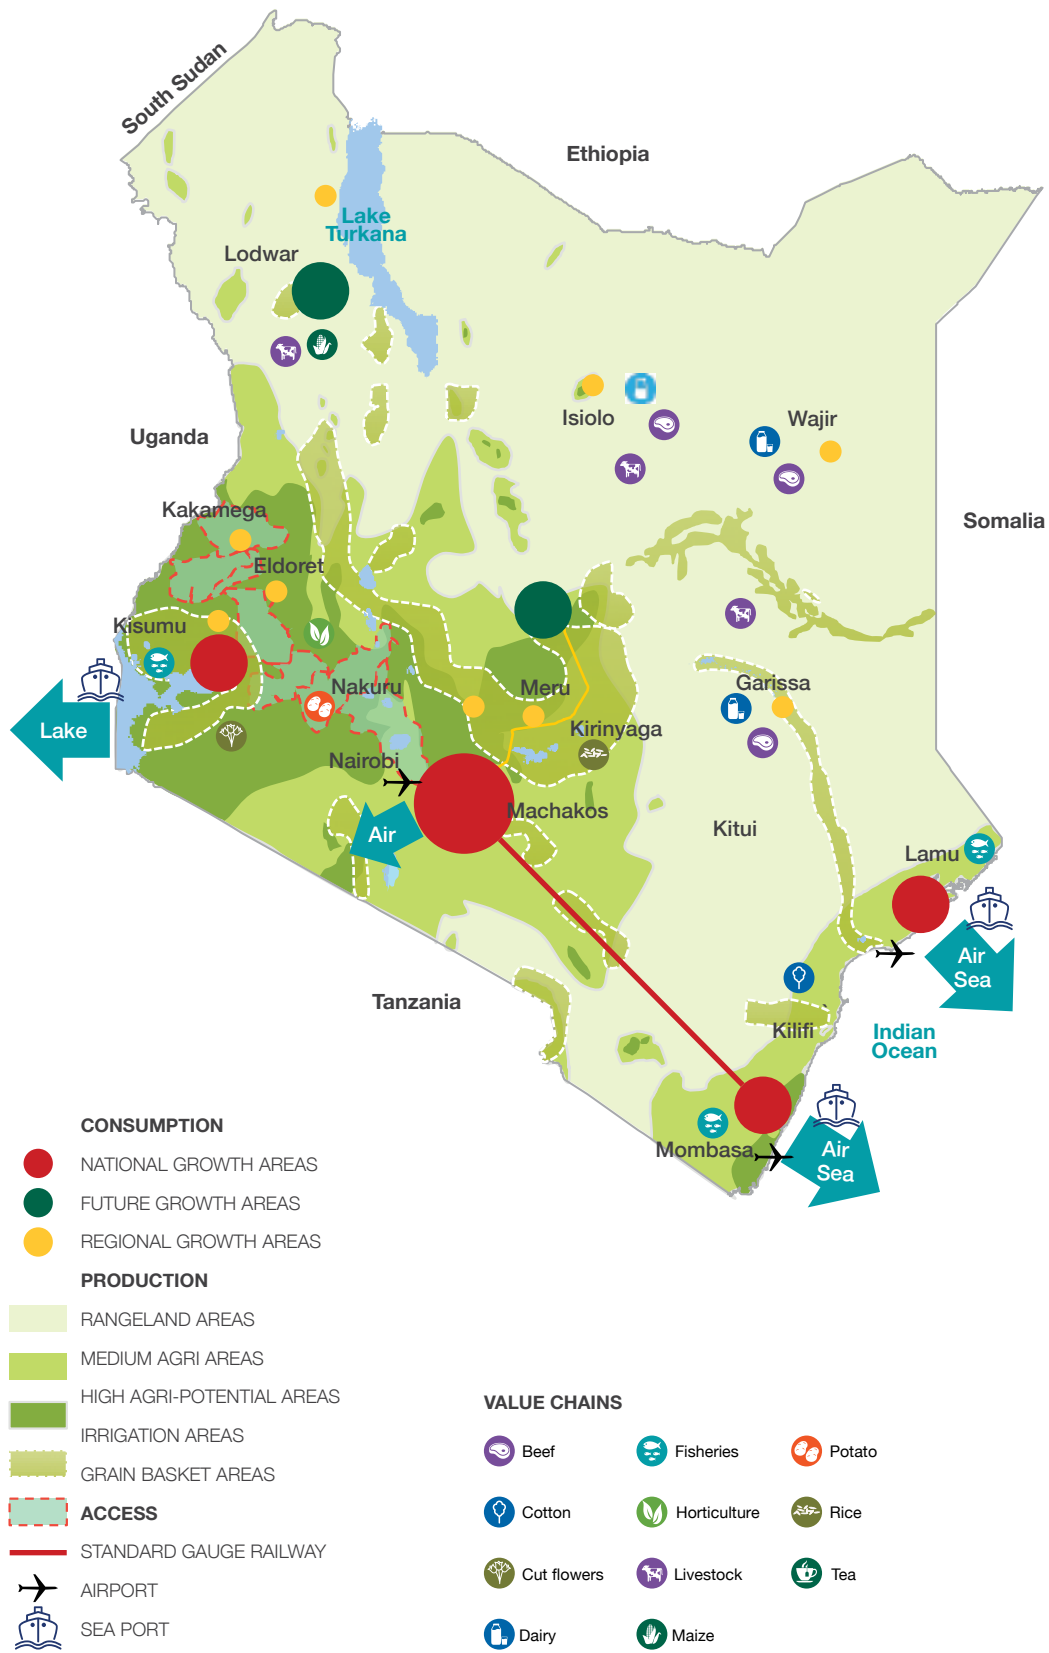 South Sudan
Ethiopia
Lake
Turkana
Lodwar
Isiolo
Wajir
Uganda
Somalia
Kakamega
Eldoret
Kisumu
Nakuru
Meru
Garissa
Kirinyaga
Lake
Nairobi
Machakos
Air
Kitui
Lamu
Air
Sea
Tanzania
Kilifi
Indian
Ocean
Mombasa
Air
Sea
CONSUMPTION
NATIONAL GROWTH AREAS
FUTURE GROWTH AREAS
REGIONAL GROWTH AREAS
PRODUCTION
RANGELAND AREAS
MEDIUM AGRI AREAS
HIGH AGRI-POTENTIAL AREAS
IRRIGATION AREAS
GRAIN BASKET AREAS
ACCESS
STANDARD GAUGE RAILWAY
AIRPORT
SEA PORT
VALUE CHAINS
Beef
Fisheries
Potato
Cotton
Horticulture
Rice
Cut flowers
Livestock
Tea
Dairy
Maize